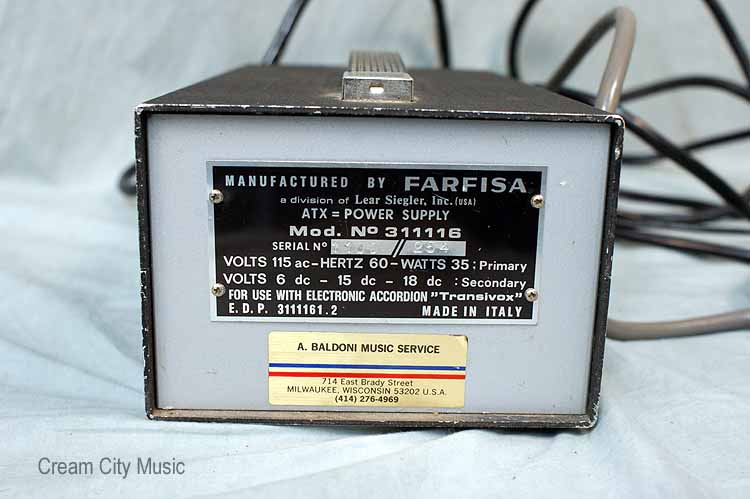 MANUFACTURED BY FARFISA
a division of Lear Siegler, Inc. (USA)
ATX = POWER SUPPLY
Mod. No 311116
SERIAL No / 264
VOLTS 115 ac - HERTZ 60 - WATTS 35 : Primary
VOLTS 6 dc - 15 dc - 18 dc : Secondary
FOR USE WITH ELECTRONIC ACCORDION "Transivox"
E. D. P. 3111161.2 MADE IN ITALY
A. BALDONI MUSIC SERVICE
714 East Brady Street
MILWAUKEE, WISCONSIN 53202 U.S.A.
(414) 276-4969
Cream City Music